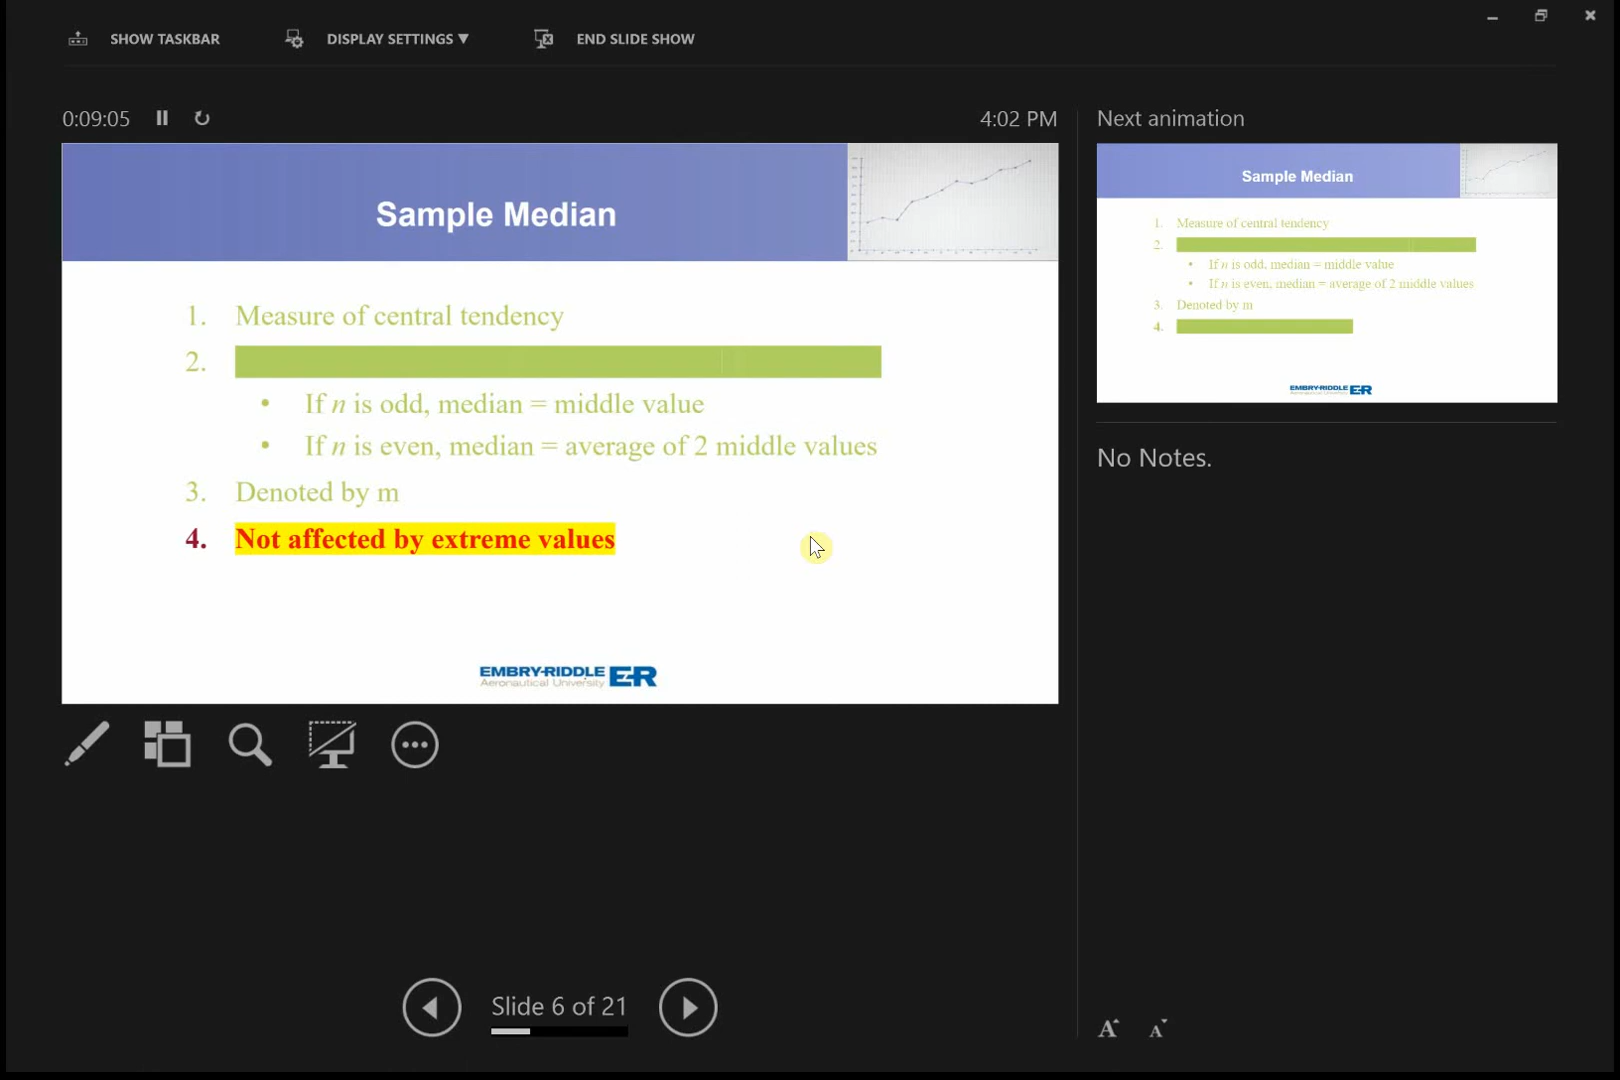 SHOW TASKBAR
DISPLAY SETTINGS ▼
END SLIDE SHOW
0:09:05
4:02 PM
Sample Median
1. Measure of central tendency
2.
• If n is odd, median = middle value
• If n is even, median = average of 2 middle values
3. Denoted by m
4. Not affected by extreme values
EMBRY-RIDDLE ER
Aeronautical University
Next animation
Sample Median
1. Measure of central tendency
2.
• If n is odd, median = middle value
• If n is even, median = average of 2 middle values
3. Denoted by m
4.
EMBRY-RIDDLE ER
No Notes.
Slide 6 of 21
A A